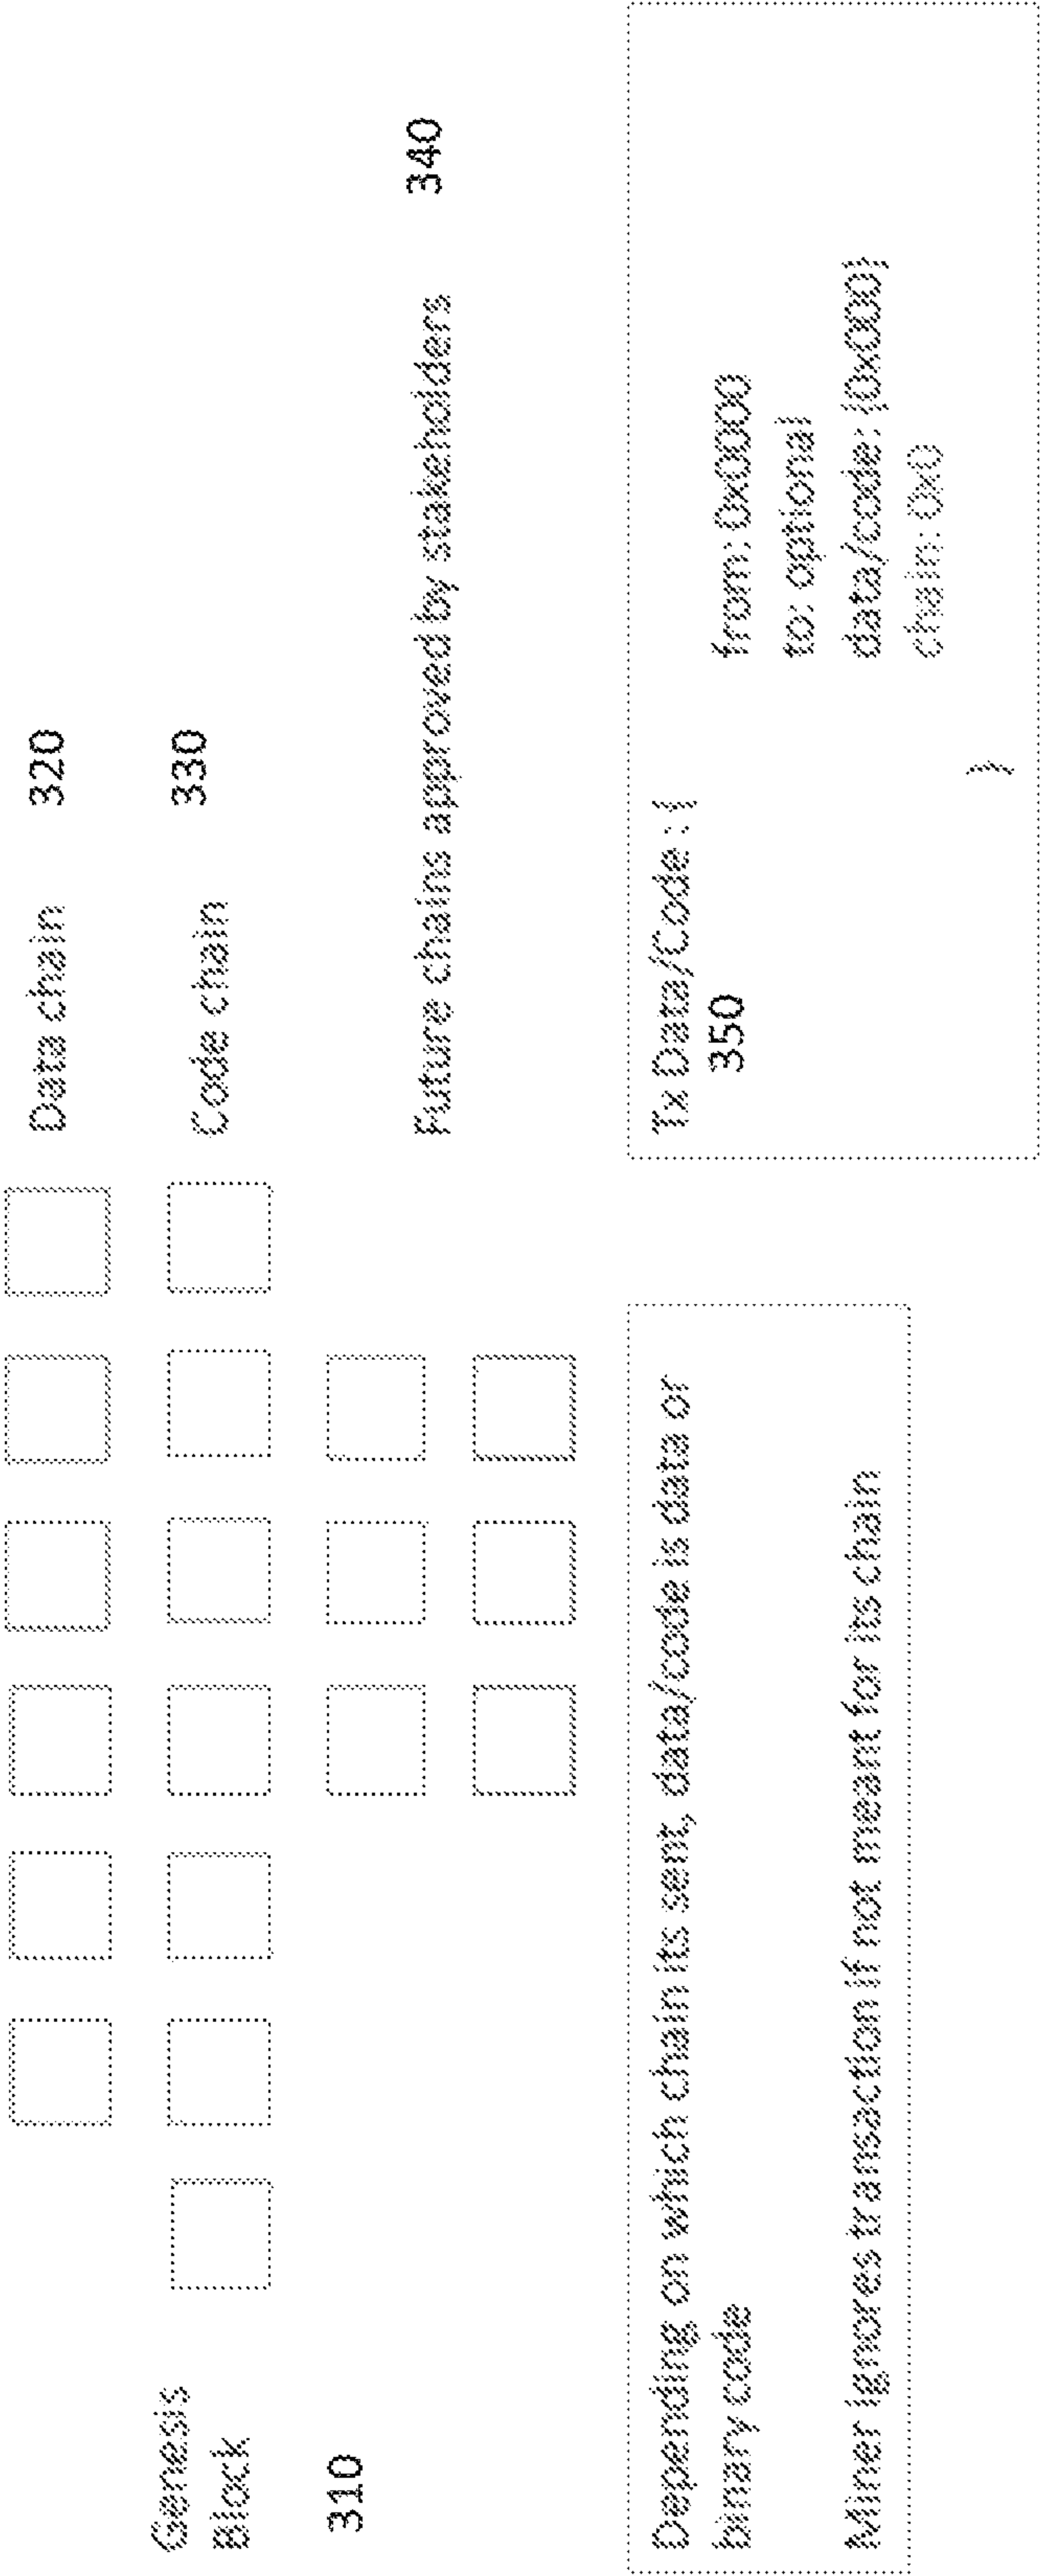 Data chain 320
Genesis
Block
Code chain 330
310
Future chains approved by stakeholders 340
Depending on which chain its sent, data/code is data or
binary code
Miner ignores transaction if not meant for its chain
Tx Data/Code : {
350
from: 0x0000
to: optional
data/code: {0x000}
chain: 0x0
}